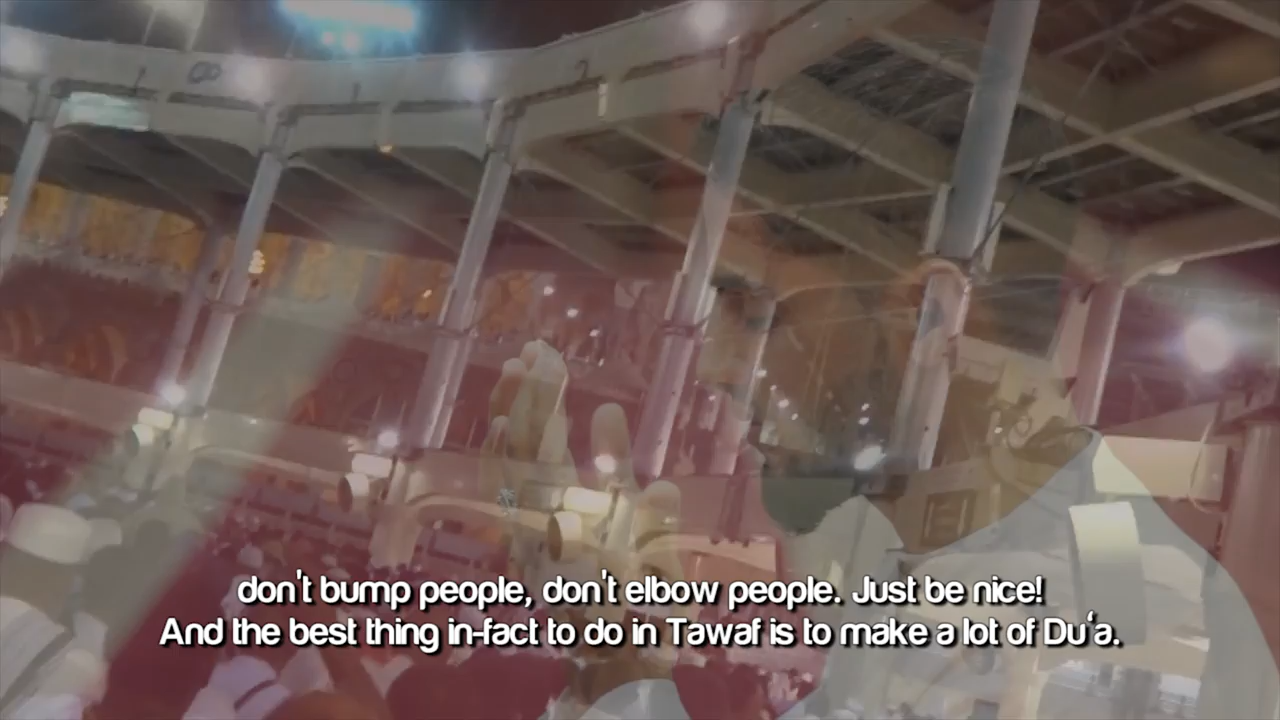 don't bump people, don't elbow people. Just be nice!
And the best thing in-fact to do in Tawaf is to make a lot of Du‘a.